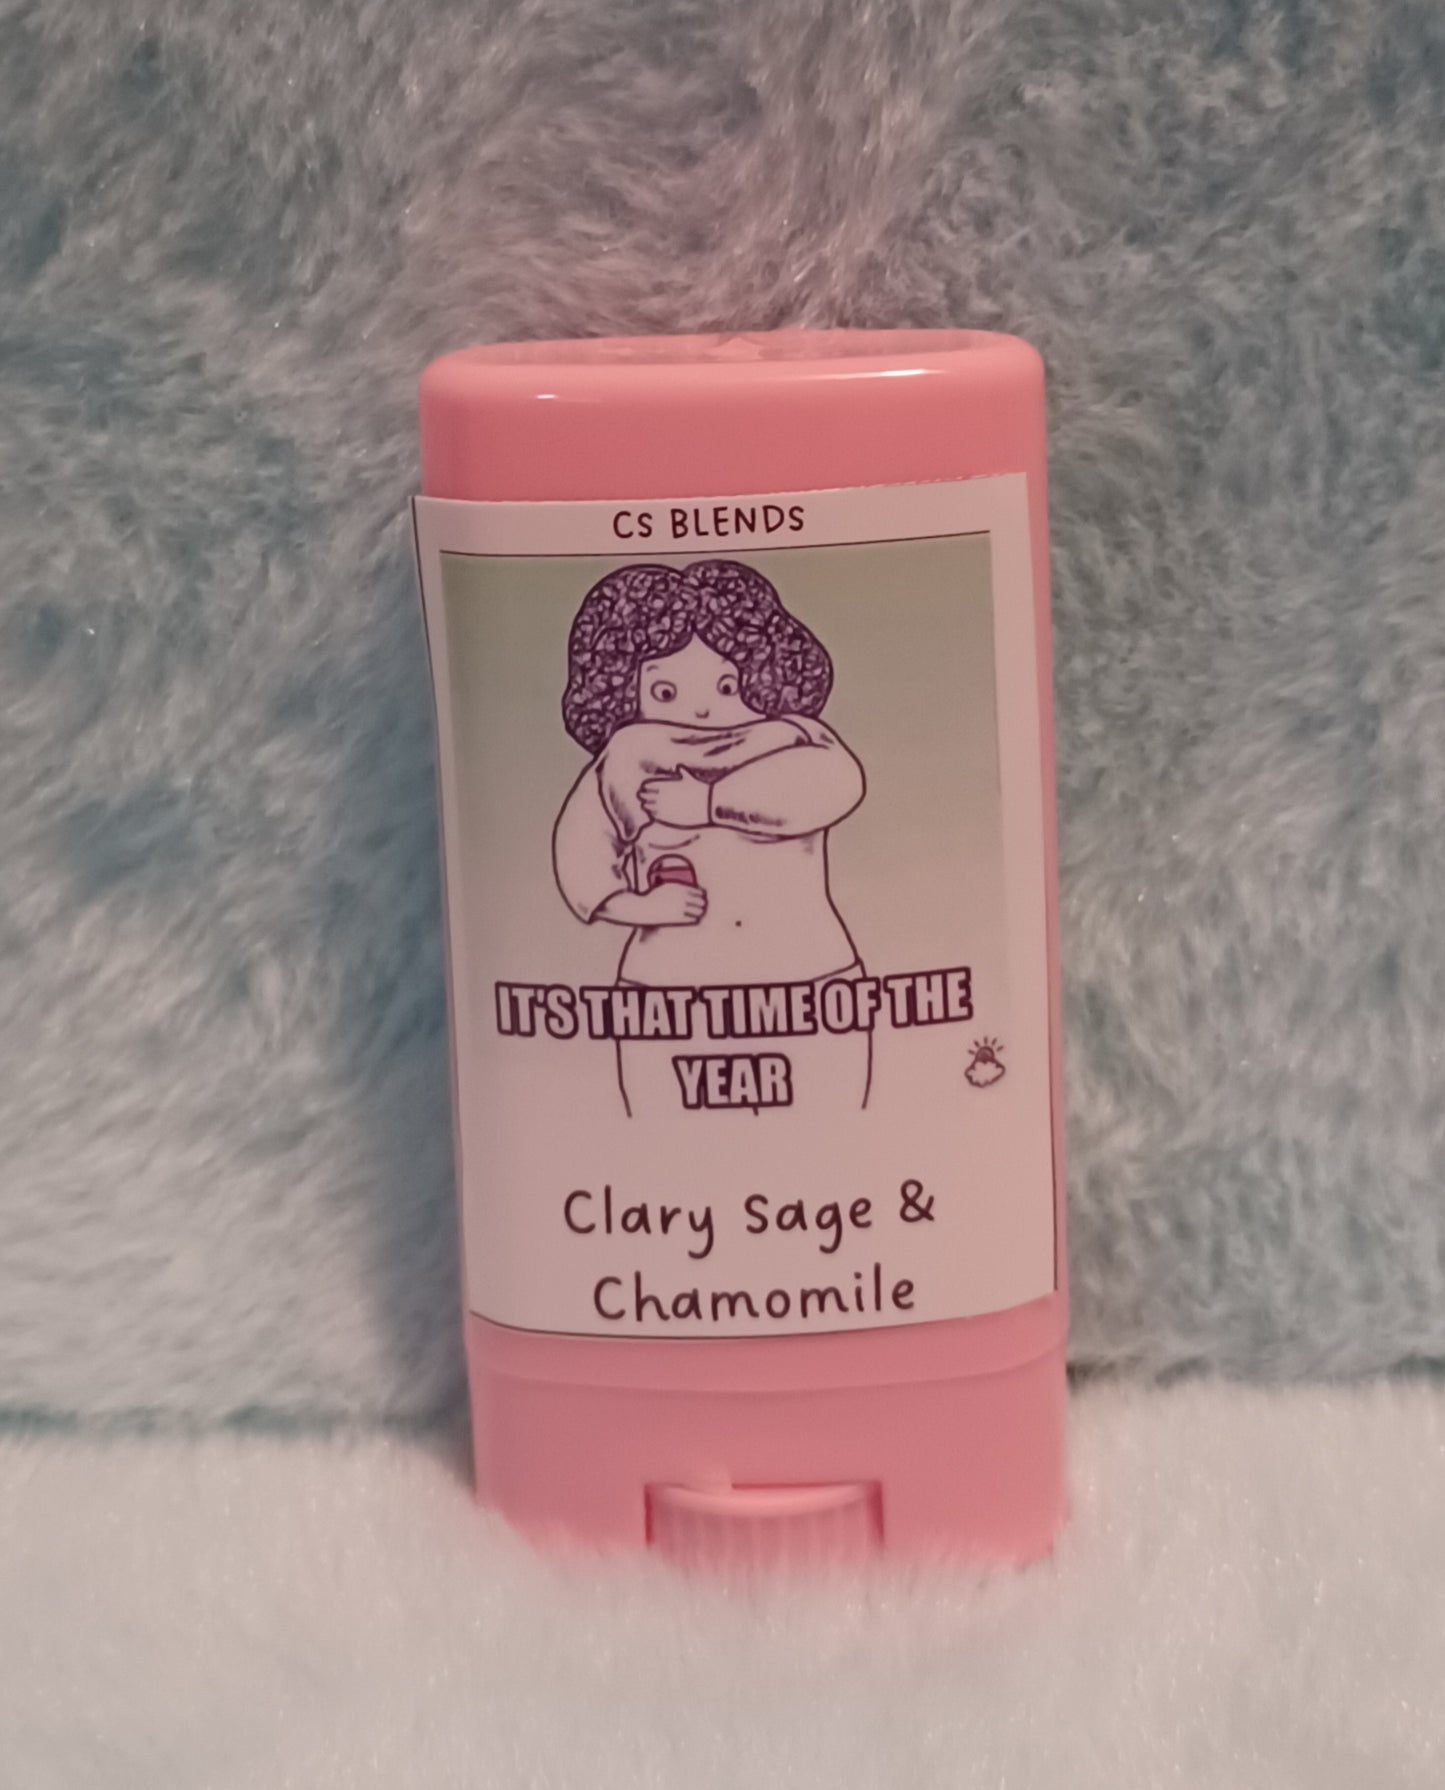 CS BLENDS
IT'S THAT TIME OF THE
YEAR
Clary Sage &
Chamomile